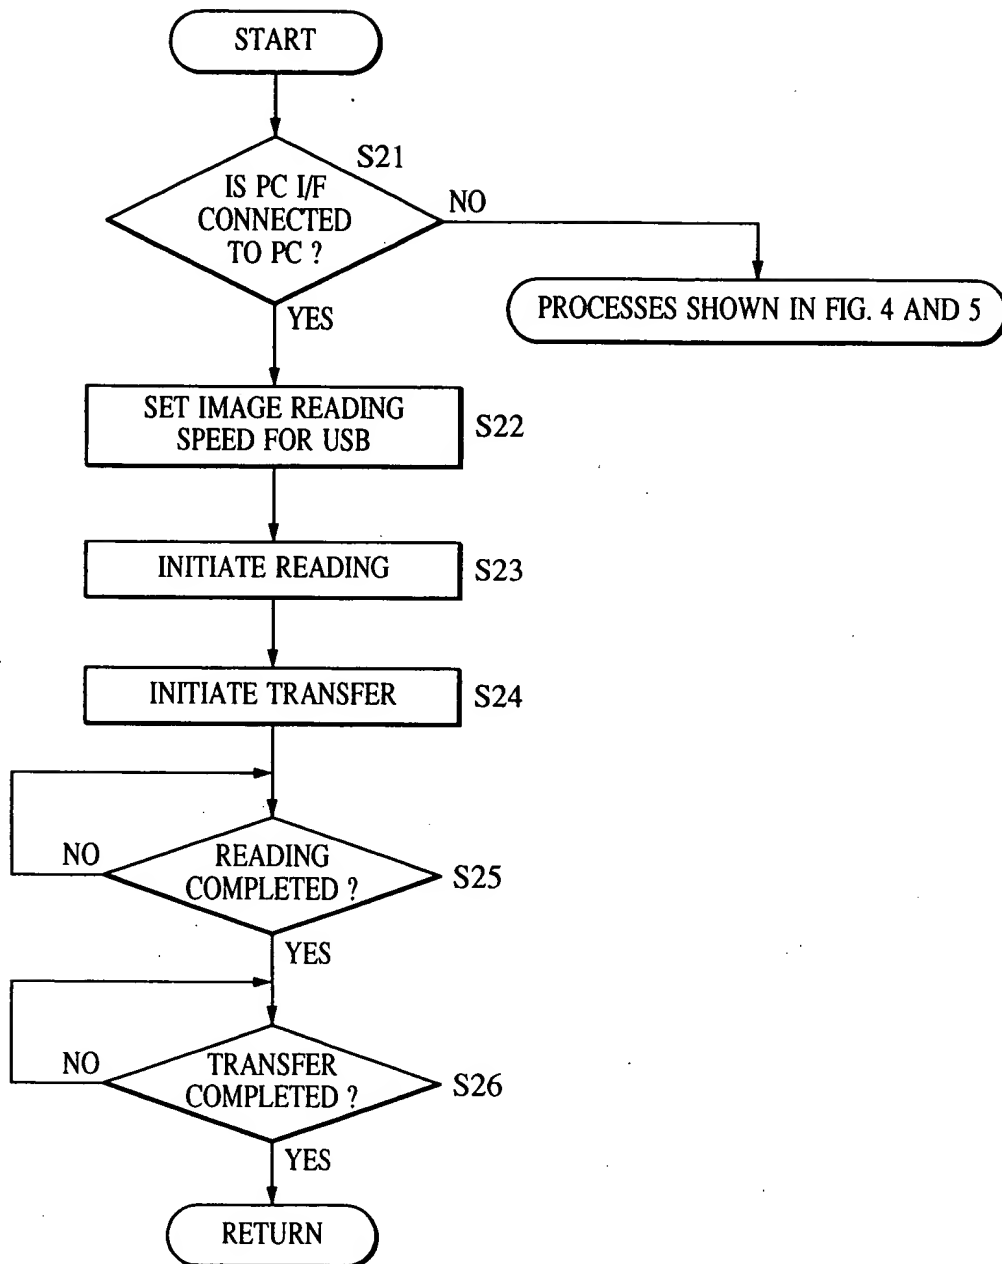 START
S21
IS PC I/F
CONNECTED
TO PC ?
NO
YES
PROCESSES SHOWN IN FIG. 4 AND 5
SET IMAGE READING
SPEED FOR USB
S22
INITIATE READING
S23
INITIATE TRANSFER
S24
NO
READING
COMPLETED ?
S25
YES
NO
TRANSFER
COMPLETED ?
S26
YES
RETURN